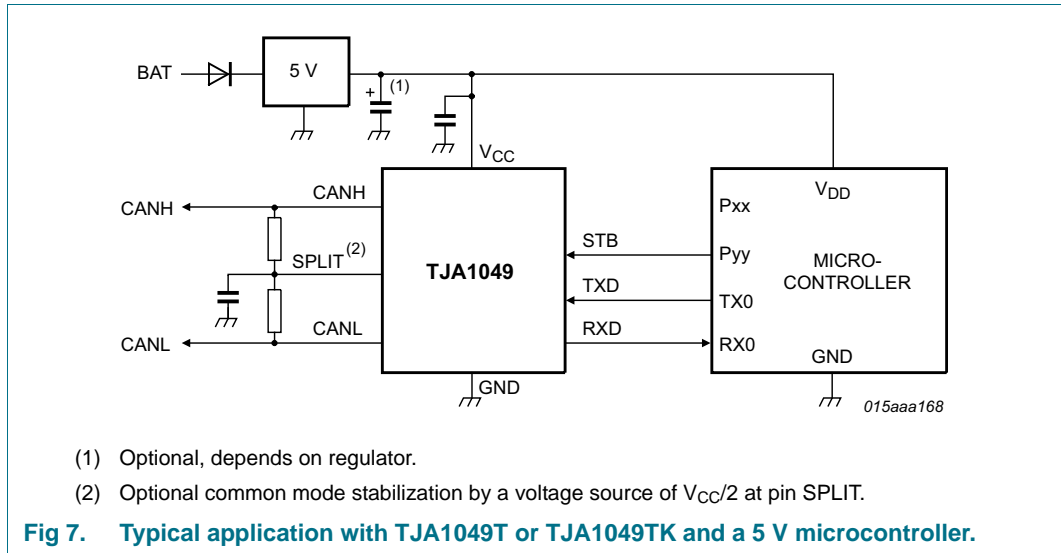 BAT
5 V
+
(1)
VCC
CANH
CANH
SPLIT(2)
CANL
CANL
TJA1049
GND
STB
TXD
RXD
VDD
Pxx
Pyy
MICRO-
CONTROLLER
TX0
RX0
GND
015aaa168
(1) Optional, depends on regulator.
(2) Optional common mode stabilization by a voltage source of VCC/2 at pin SPLIT.
Fig 7. Typical application with TJA1049T or TJA1049TK and a 5 V microcontroller.